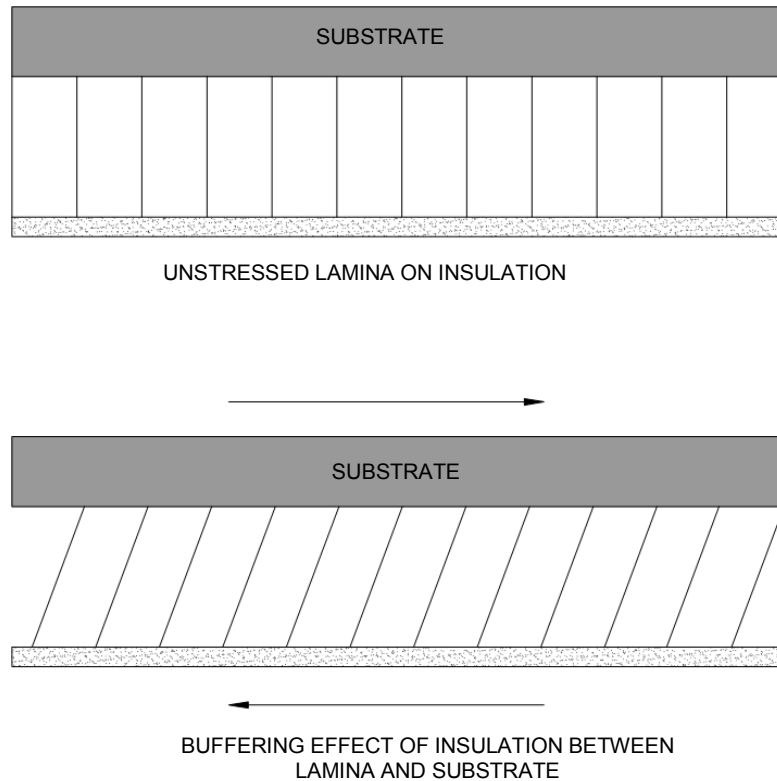 SUBSTRATE
UNSTRESSED LAMINA ON INSULATION
SUBSTRATE
BUFFERING EFFECT OF INSULATION BETWEEN
LAMINA AND SUBSTRATE